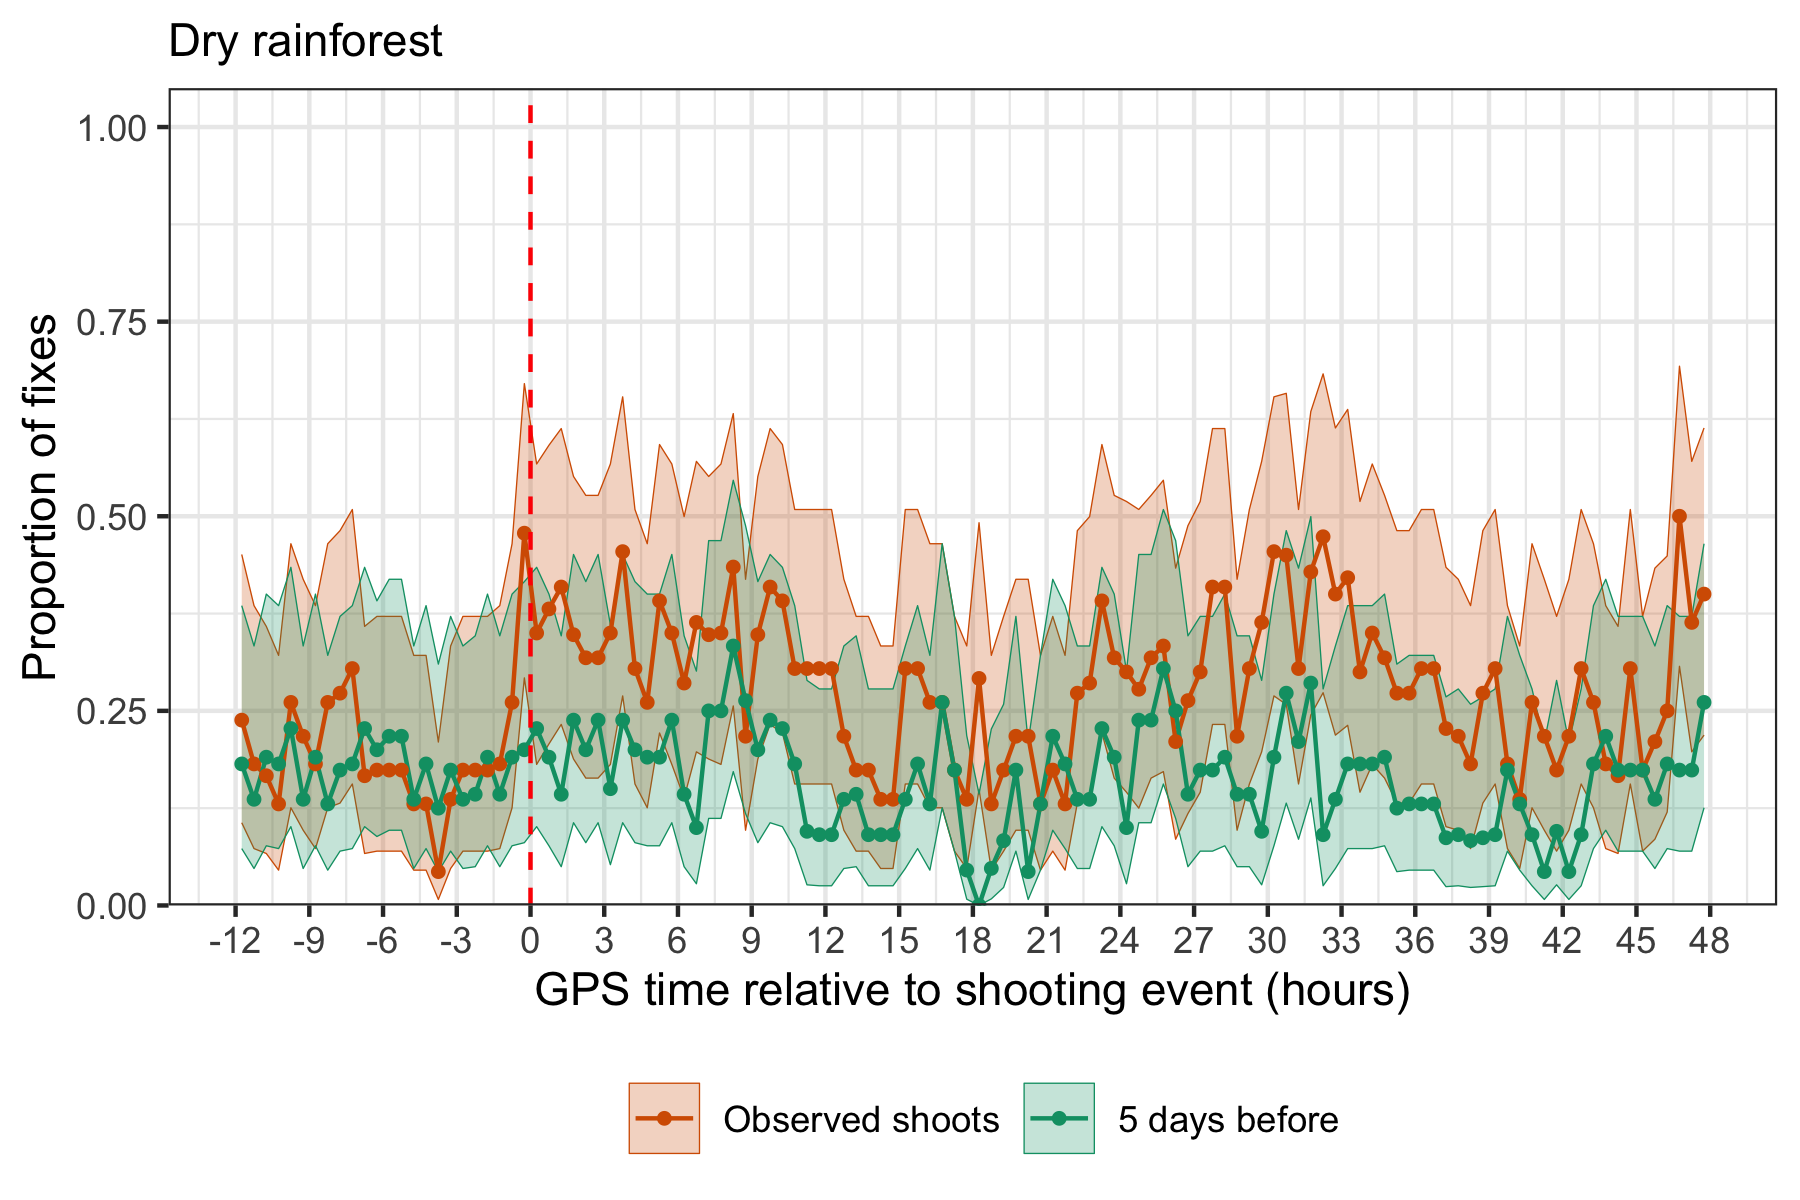 Dry rainforest
1.00
0.75
0.50
0.25
0.00
Proportion of fixes
-12 -9 -6 -3 0 3 6 9 12 15 18 21 24 27 30 33 36 39 42 45 48
GPS time relative to shooting event (hours)
Observed shoots 5 days before